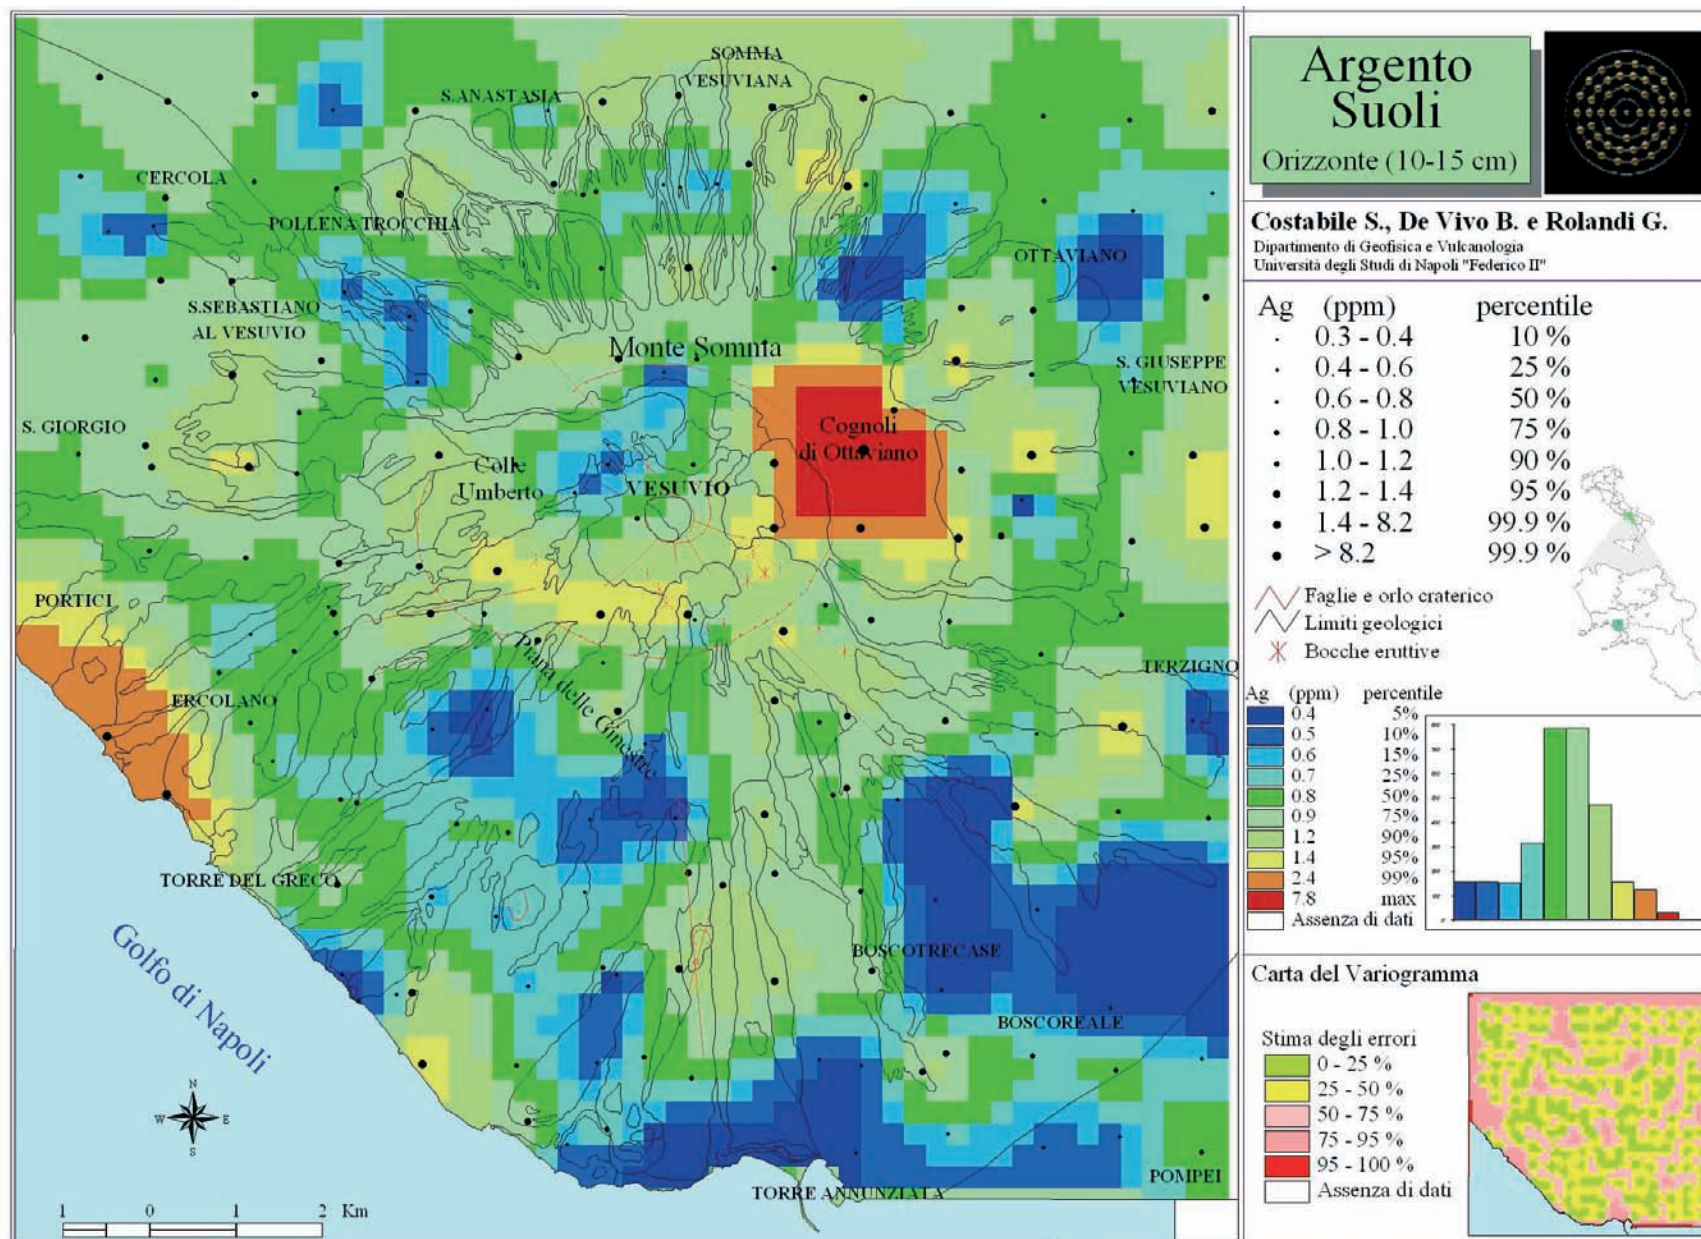 SOMMA
VESUVIANA
S.ANASTASIA
CERCOLA
POLLENA TROCCHIA
OTTAVIANO
S.SEBASTIANO
AL VESUVIO
Monte Somma
S. GIUSEPPE
VESUVIANO
S. GIORGIO
Cognoli
di Ottaviano
Colle
Umberto
VESUVIO
PORTICI
Piana delle Ginestre
TERZIGNO
ERCOLANO
TORRE DEL GRECO
BOSCOTRECASE
Golfo di Napoli
BOSCOREALE
N
W E
S
POMPEI
TORRE ANNUNZIATA
1 0 1 2 Km
Argento
Suoli
Orizzonte (10-15 cm)
Costabile S., De Vivo B. e Rolandi G.
Dipartimento di Geofisica e Vulcanologia
Università degli Studi di Napoli "Federico II"
Ag (ppm) percentile
0.3 - 0.4 10 %
0.4 - 0.6 25 %
0.6 - 0.8 50 %
0.8 - 1.0 75 %
1.0 - 1.2 90 %
1.2 - 1.4 95 %
1.4 - 8.2 99.9 %
> 8.2 99.9 %
Faglie e orlo craterico
Limiti geologici
Bocche eruttive
Ag (ppm) percentile
0.4 5%
0.5 10%
0.6 15%
0.7 25%
0.8 50%
0.9 75%
1.2 90%
1.4 95%
2.4 99%
7.8 max
Assenza di dati
Carta del Variogramma
Stima degli errori
0 - 25 %
25 - 50 %
50 - 75 %
75 - 95 %
95 - 100 %
Assenza di dati